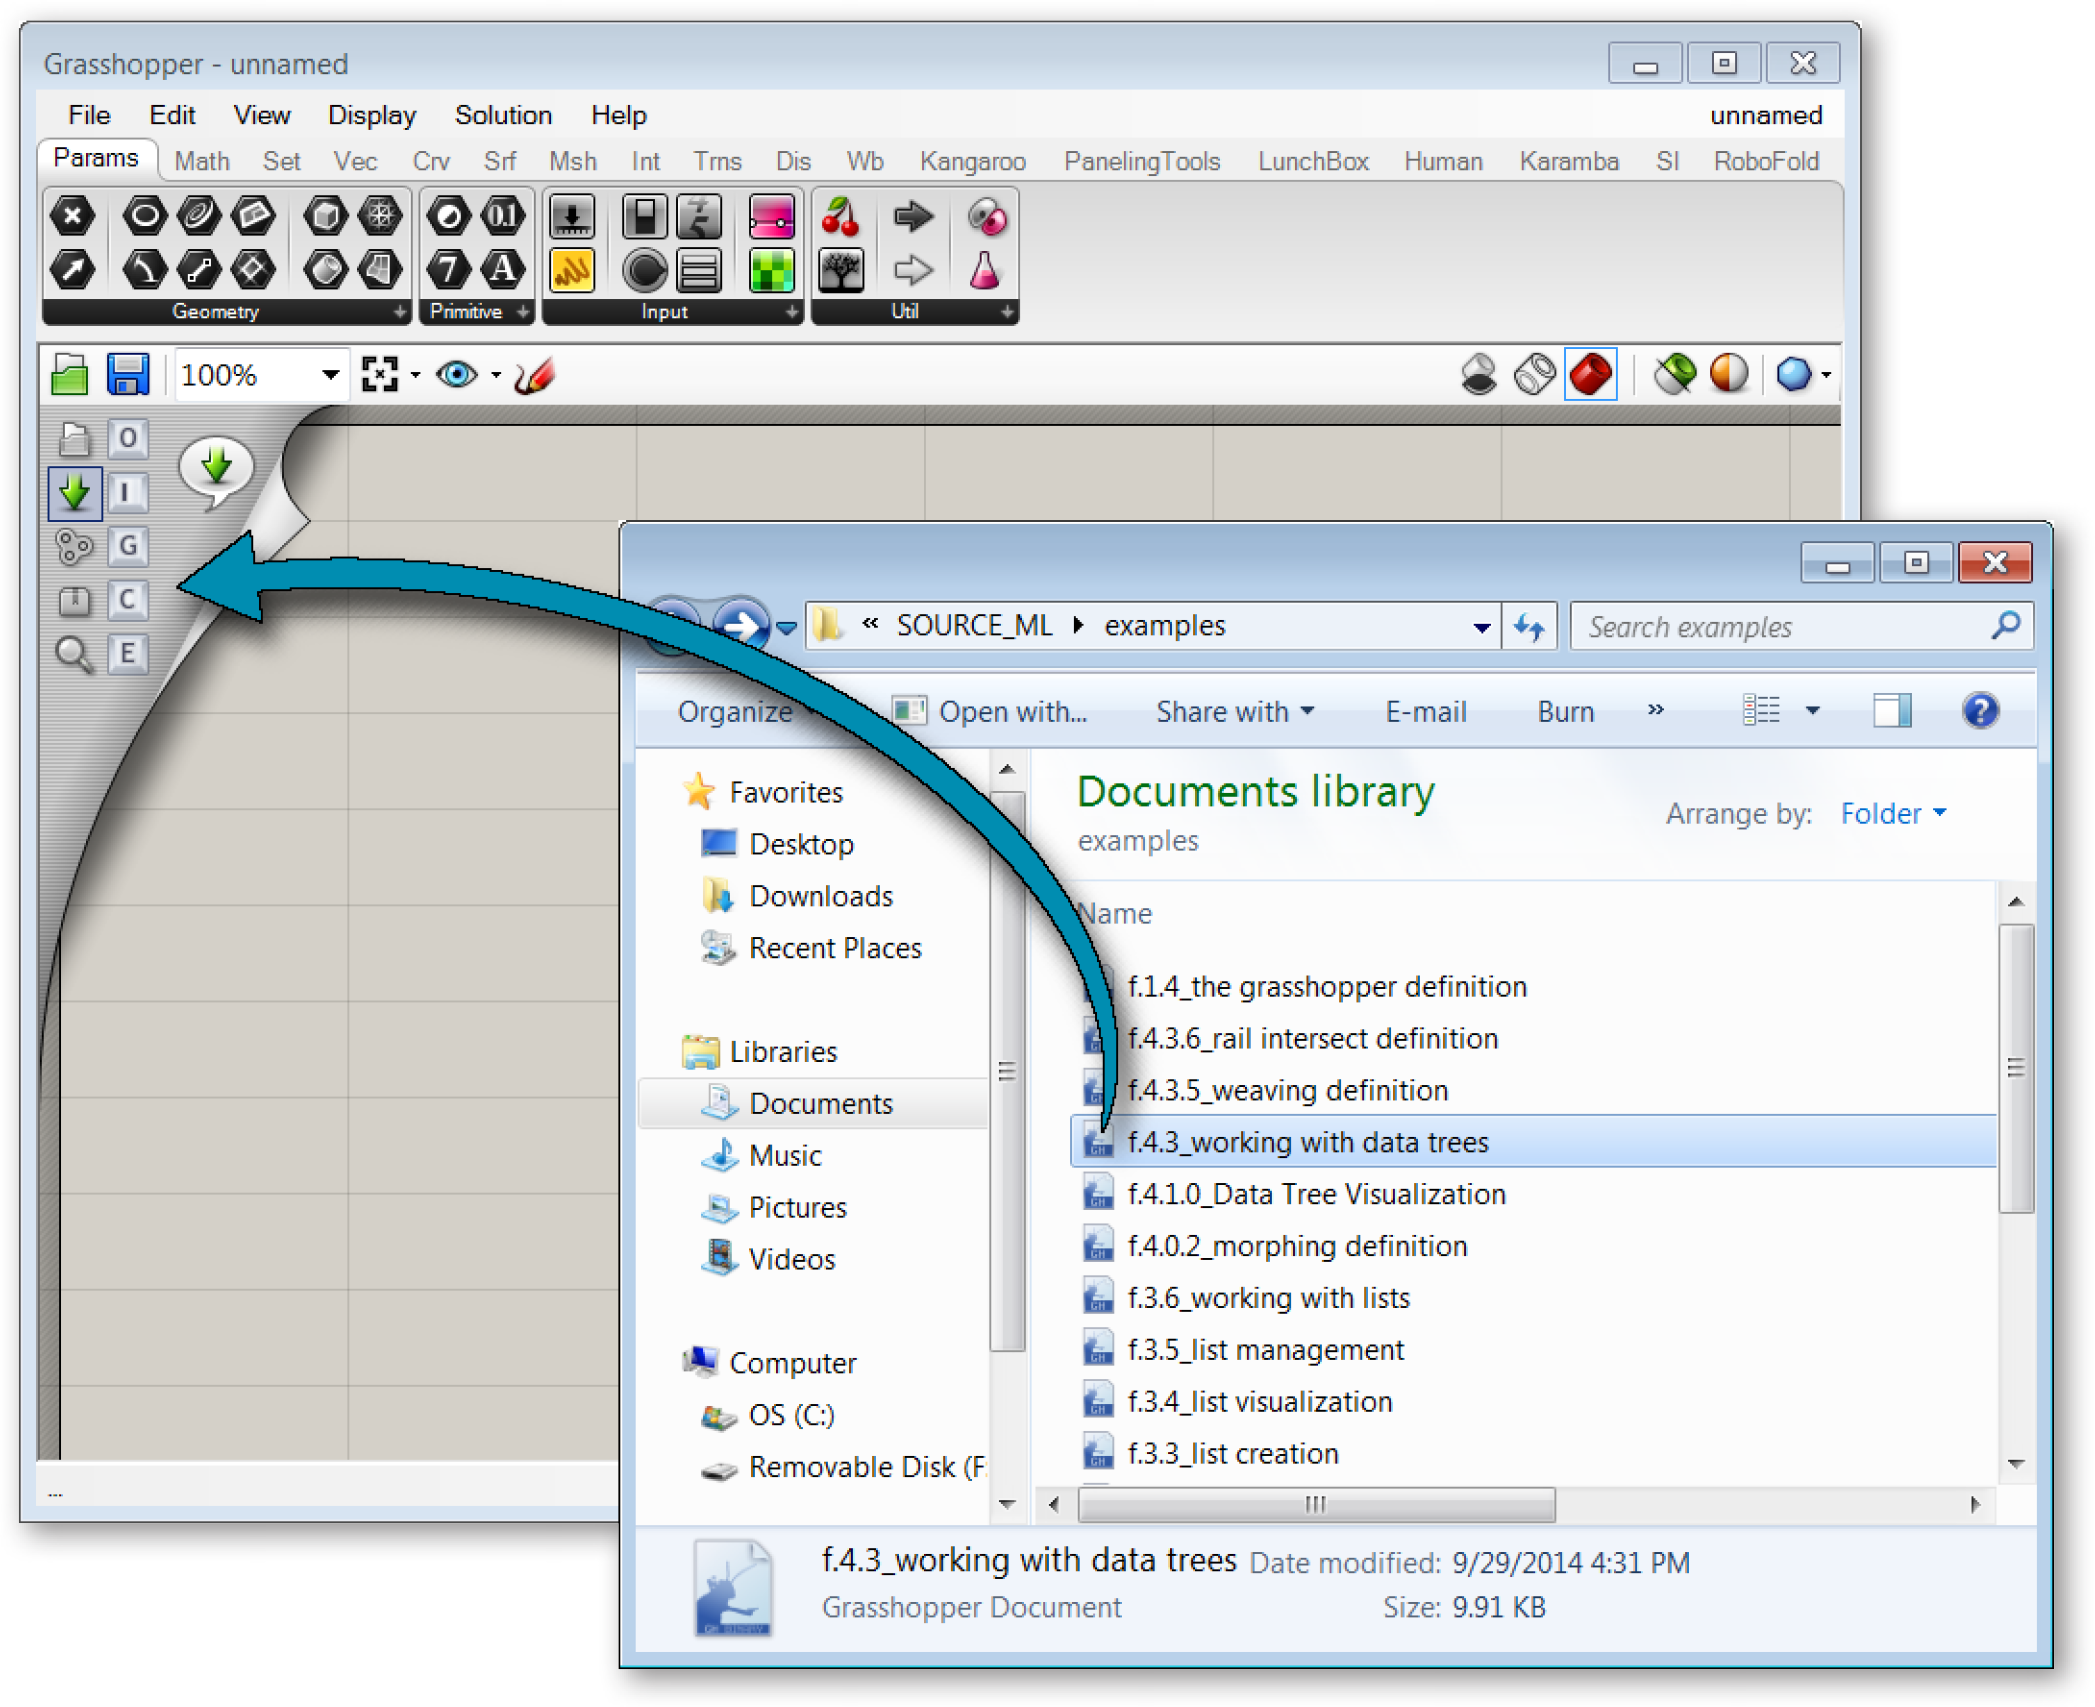 Grasshopper - unnamed
File Edit View Display Solution Help unnamed
Params Math Set Vec Crv Srf Msh Int Trns Dis Wb Kangaroo PanelingTools LunchBox Human Karamba SI RoboFold
0.1
7 A
Geometry Primitive Input Util
100%
O
I
G
C
E
« SOURCE_ML examples Search examples
Organize Open with... Share with E-mail Burn »
Favorites
Desktop
Downloads
Recent Places
Libraries
Documents
Music
Pictures
Videos
Computer
OS (C:)
Removable Disk (F:
Documents library
examples
Arrange by: Folder
Name
f.1.4_the grasshopper definition
f.4.3.6_rail intersect definition
f.4.3.5_weaving definition
f.4.3_working with data trees
f.4.1.0_Data Tree Visualization
f.4.0.2_morphing definition
f.3.6_working with lists
f.3.5_list management
f.3.4_list visualization
f.3.3_list creation
...
f.4.3_working with data trees Date modified: 9/29/2014 4:31 PM
Grasshopper Document Size: 9.91 KB